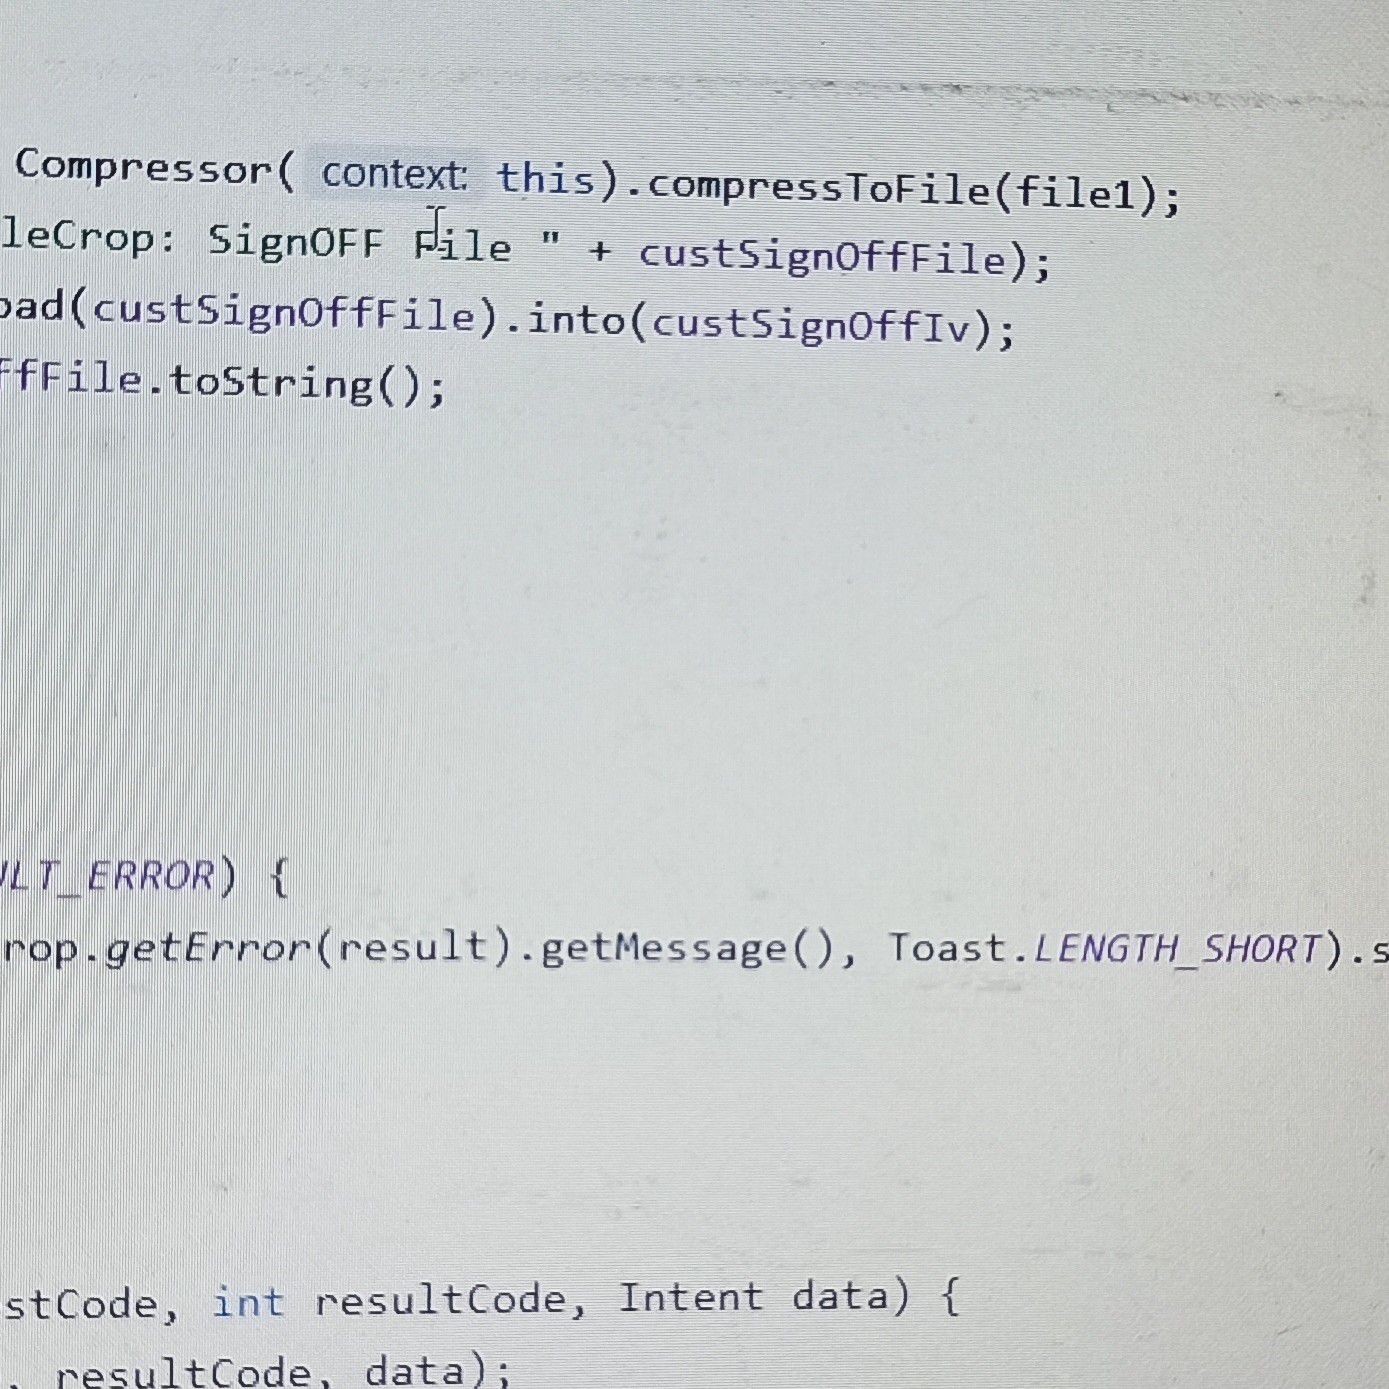 Compressor( context: this).compressToFile(file1);
leCrop: SignOFF File " + custSignOffFile);
oad(custSignOffFile).into(custSignOffIv);
ffFile.toString();
ULT_ERROR) {
rop.getError(result).getMessage(), Toast.LENGTH_SHORT).s
stCode, int resultCode, Intent data) {
, resultCode, data);